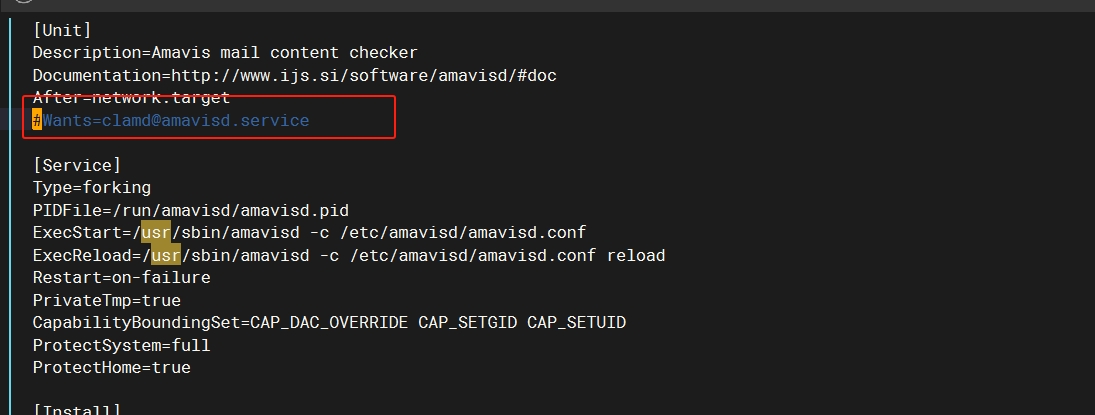 [Unit]
Description=Amavis mail content checker
Documentation=http://www.ijs.si/software/amavisd/#doc
After=network.target
#Wants=clamd@amavisd.service
[Service]
Type=forking
PIDFile=/run/amavisd/amavisd.pid
ExecStart=/usr/sbin/amavisd -c /etc/amavisd/amavisd.conf
ExecReload=/usr/sbin/amavisd -c /etc/amavisd/amavisd.conf reload
Restart=on-failure
PrivateTmp=true
CapabilityBoundingSet=CAP_DAC_OVERRIDE CAP_SETGID CAP_SETUID
ProtectSystem=full
ProtectHome=true
[Install]